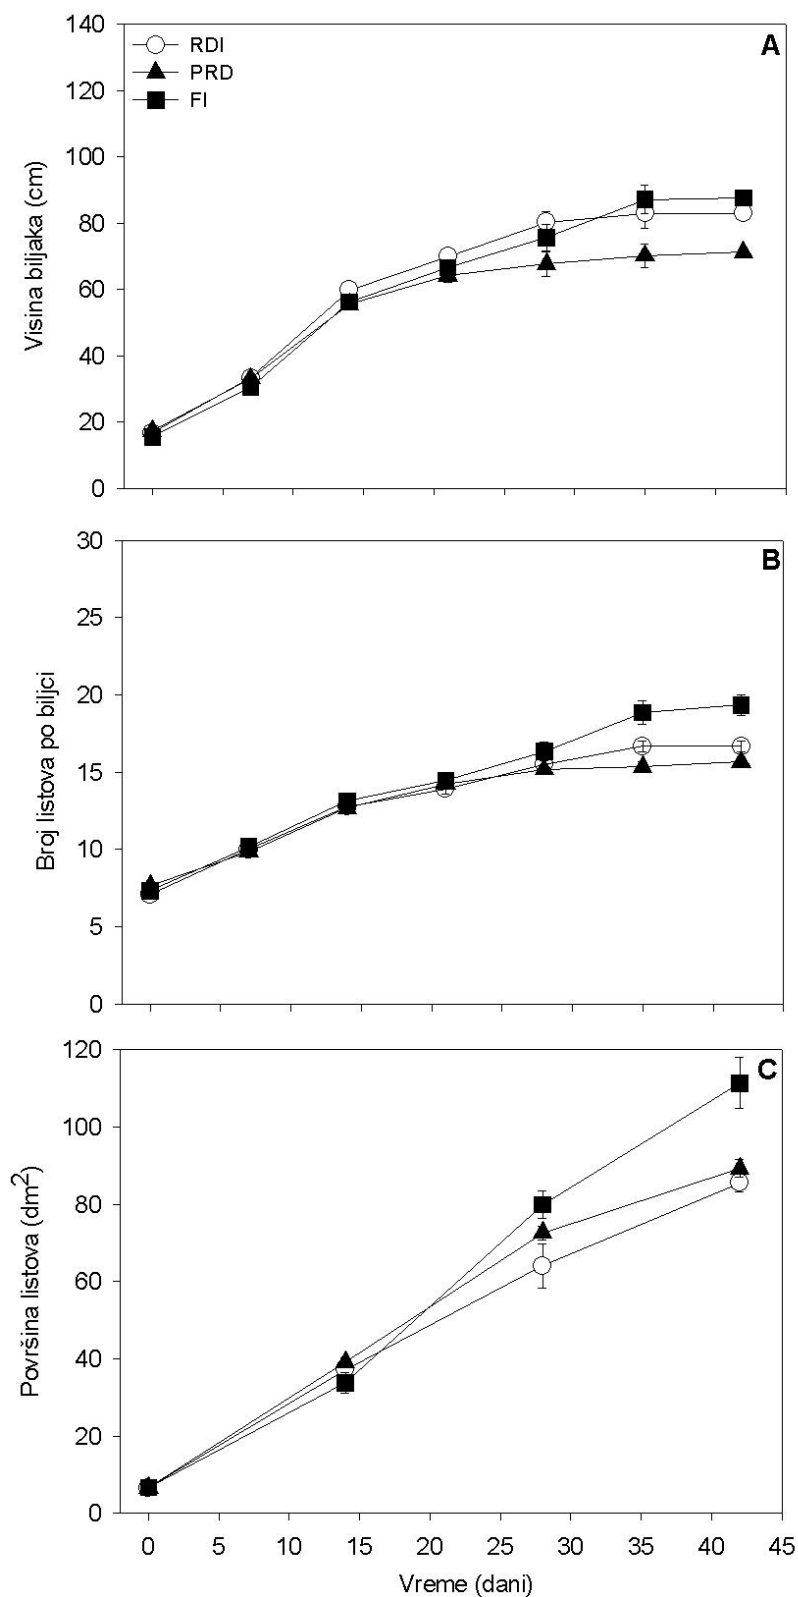 140
A
RDI
PRD
FI
120
100
80
60
40
20
0
Visina biljaka (cm)
30
B
25
20
15
10
5
0
Broj listova po biljci
120
C
100
80
60
40
20
0
Površina listova (dm²)
0 5 10 15 20 25 30 35 40 45
Vreme (dani)